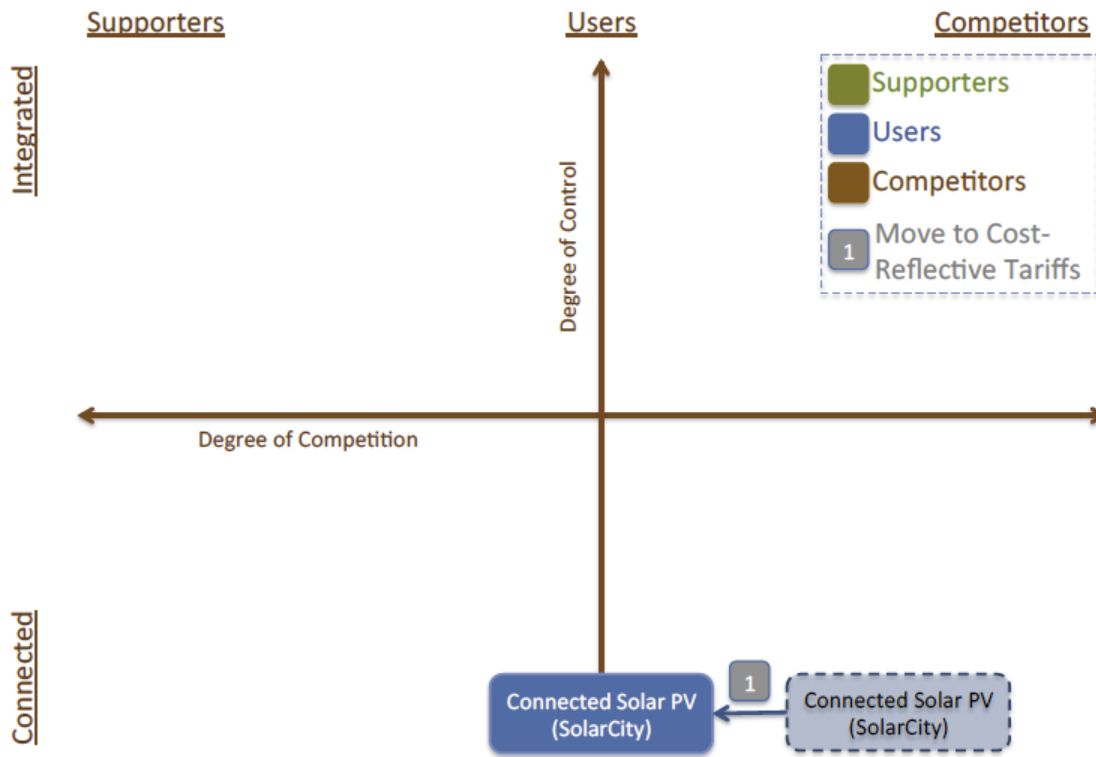 Supporters
Users
Competitors
Integrated
Degree of Control
Supporters
Users
Competitors
1
Move to Cost-
Reflective Tariffs
Degree of Competition
Connected
Connected Solar PV
(SolarCity)
1
Connected Solar PV
(SolarCity)